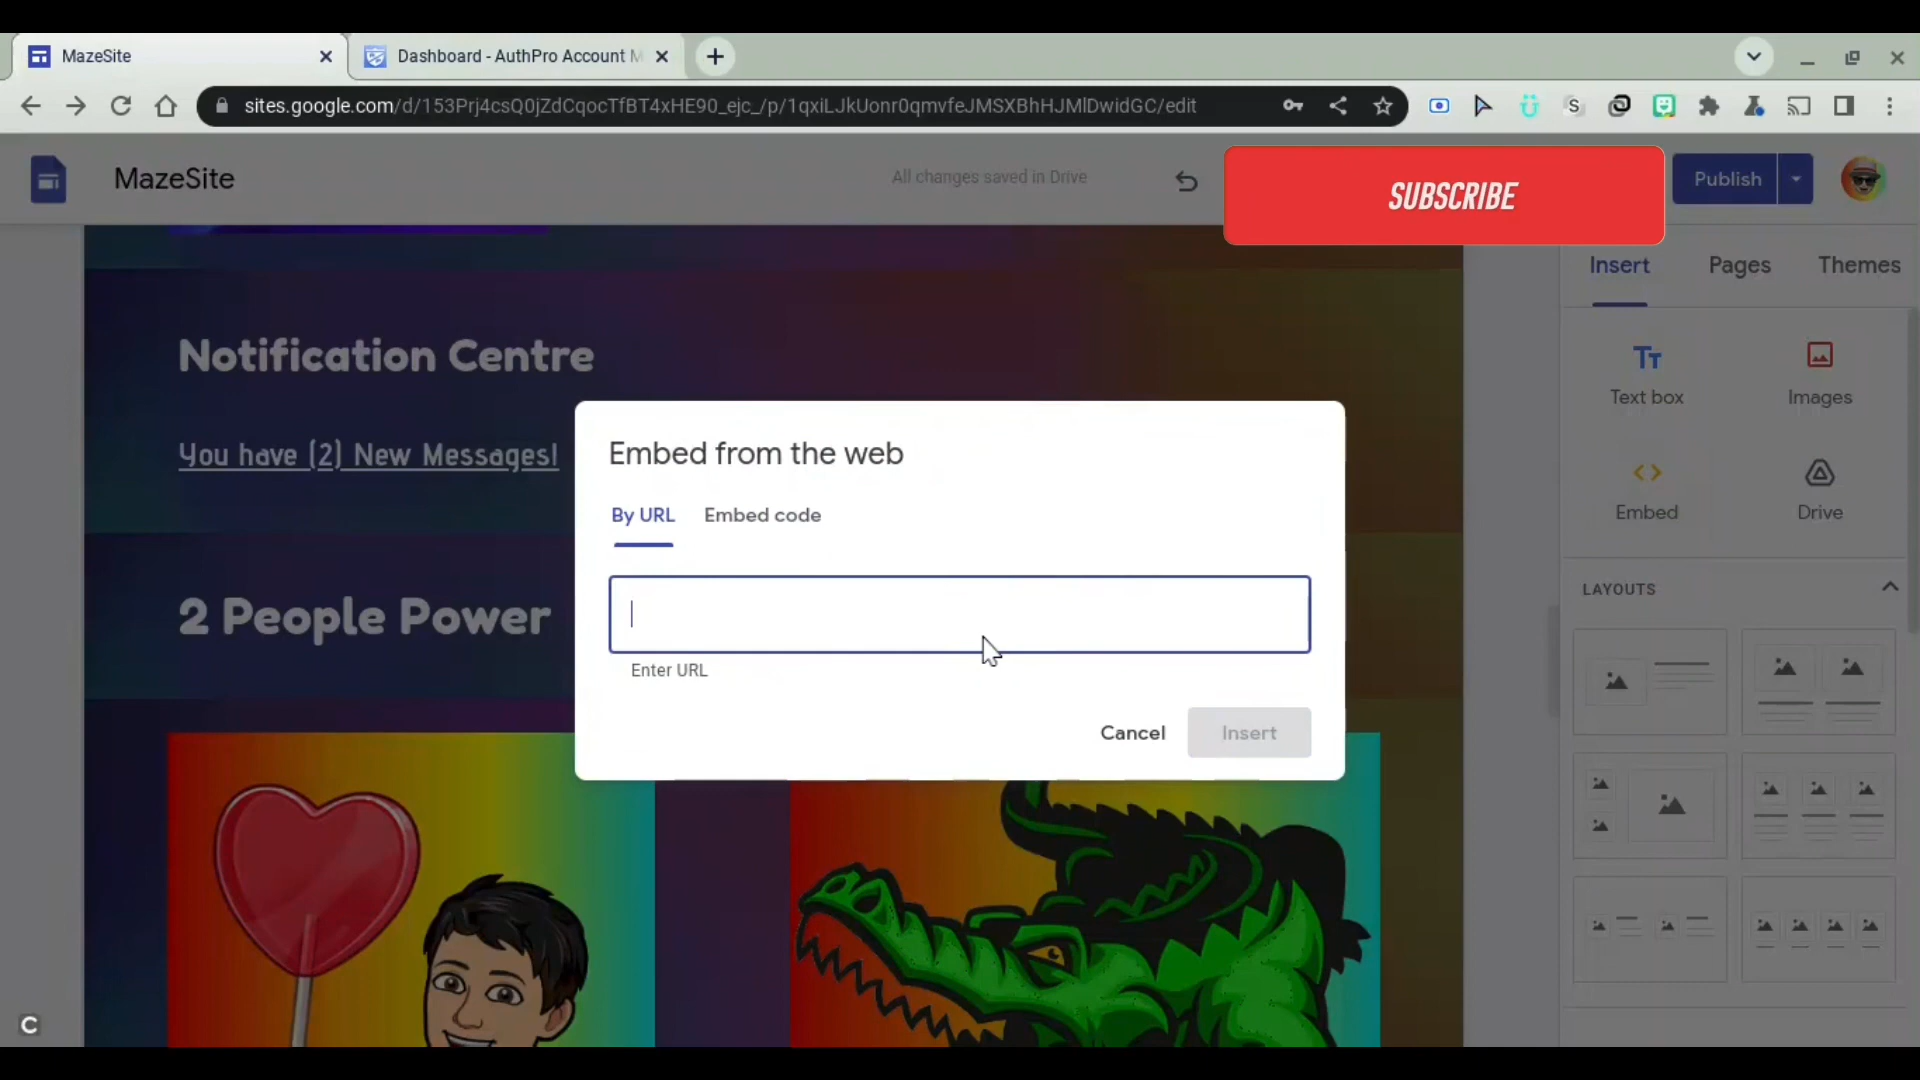 MazeSite
Dashboard - AuthPro Account M
sites.google.com/d/153Prj4csQ0jZdCqocTfBT4xHE90_ejc_/p/1qxiLJkUonr0qmvfeJMSXBhHJMlDwidGC/edit
MazeSite
All changes saved in Drive
SUBSCRIBE
Publish
Insert
Pages
Themes
Notification Centre
You have (2) New Messages!
2 People Power
Embed from the web
By URL
Embed code
Enter URL
Cancel
Insert
Text box
Images
Embed
Drive
LAYOUTS